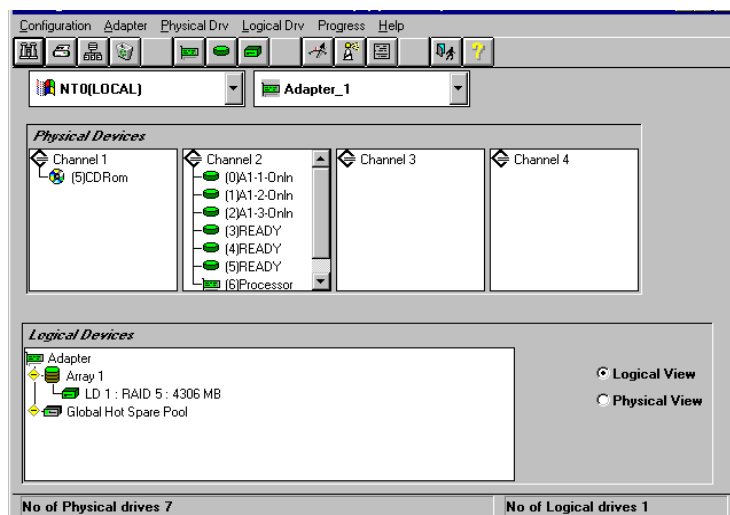 Configuration Adapter Physical Drv Logical Drv Progress Help
NT0(LOCAL)
Adapter_1
Physical Devices
Channel 1
(5)CDRom
Channel 2
(0)A1-1-Onln
(1)A1-2-Onln
(2)A1-3-Onln
(3)READY
(4)READY
(5)READY
(6)Processor
Channel 3
Channel 4
Logical Devices
Adapter
Array 1
LD 1 : RAID 5 : 4306 MB
Global Hot Spare Pool
Logical View
Physical View
No of Physical drives 7
No of Logical drives 1